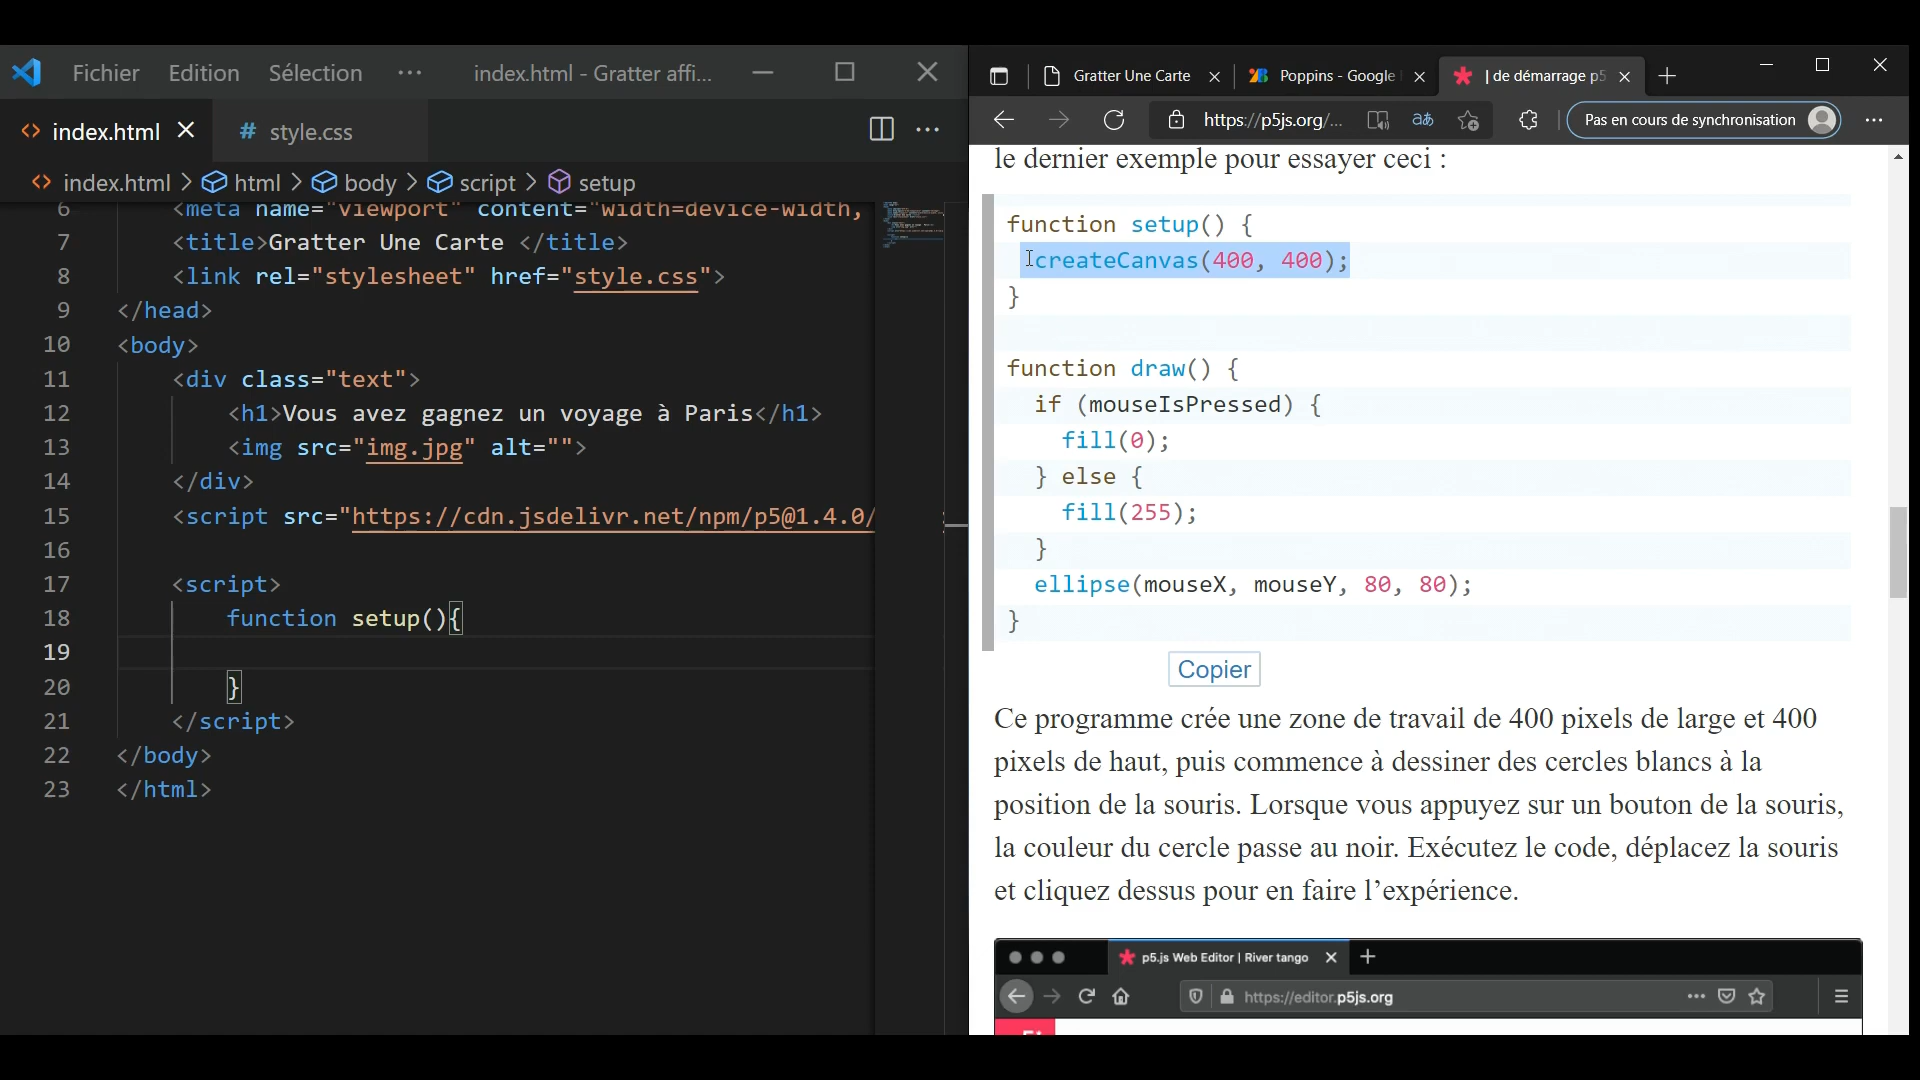 Fichier Edition Sélection ··· index.html - Gratter affi...
index.html # style.css
index.html > html > body > script > setup
6 <meta name="viewport" content="width=device-width,
7 <title>Gratter Une Carte </title>
8 <link rel="stylesheet" href="style.css">
9 </head>
10 <body>
11 <div class="text">
12 <h1>Vous avez gagnez un voyage à Paris</h1>
13 <img src="img.jpg" alt="">
14 </div>
15 <script src="https://cdn.jsdelivr.net/npm/p5@1.4.0/
16
17 <script>
18 function setup(){
19
20 }
21 </script>
22 </body>
23 </html>
Gratter Une Carte Poppins - Google | de démarrage p5
https://p5js.org/... aあ Pas en cours de synchronisation
le dernier exemple pour essayer ceci :
function setup() {
createCanvas(400, 400);
}
function draw() {
if (mouseIsPressed) {
fill(0);
} else {
fill(255);
}
ellipse(mouseX, mouseY, 80, 80);
}
Copier
Ce programme crée une zone de travail de 400 pixels de large et 400
pixels de haut, puis commence à dessiner des cercles blancs à la
position de la souris. Lorsque vous appuyez sur un bouton de la souris,
la couleur du cercle passe au noir. Exécutez le code, déplacez la souris
et cliquez dessus pour en faire l’expérience.
p5.js Web Editor | River tango
https://editor.p5js.org